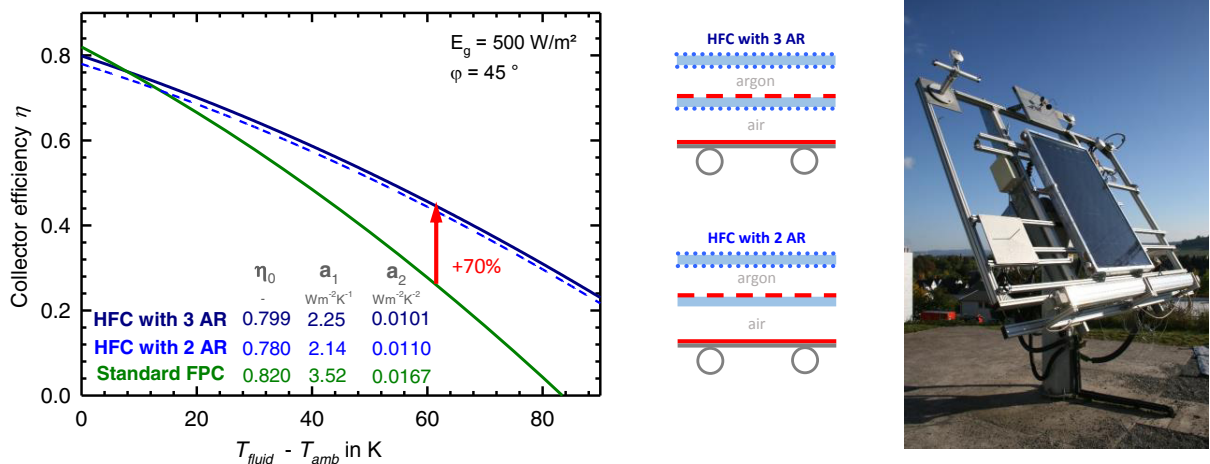 E_g = 500 W/m²
φ = 45 °
Collector efficiency η
0.8
0.6
0.4
0.2
0.0
0
20
40
60
80
T_fluid - T_amb in K
+70%
η₀ a₁ a₂
- Wm⁻²K⁻¹ Wm⁻²K⁻²
HFC with 3 AR 0.799 2.25 0.0101
HFC with 2 AR 0.780 2.14 0.0110
Standard FPC 0.820 3.52 0.0167
HFC with 3 AR
argon
air
HFC with 2 AR
argon
air